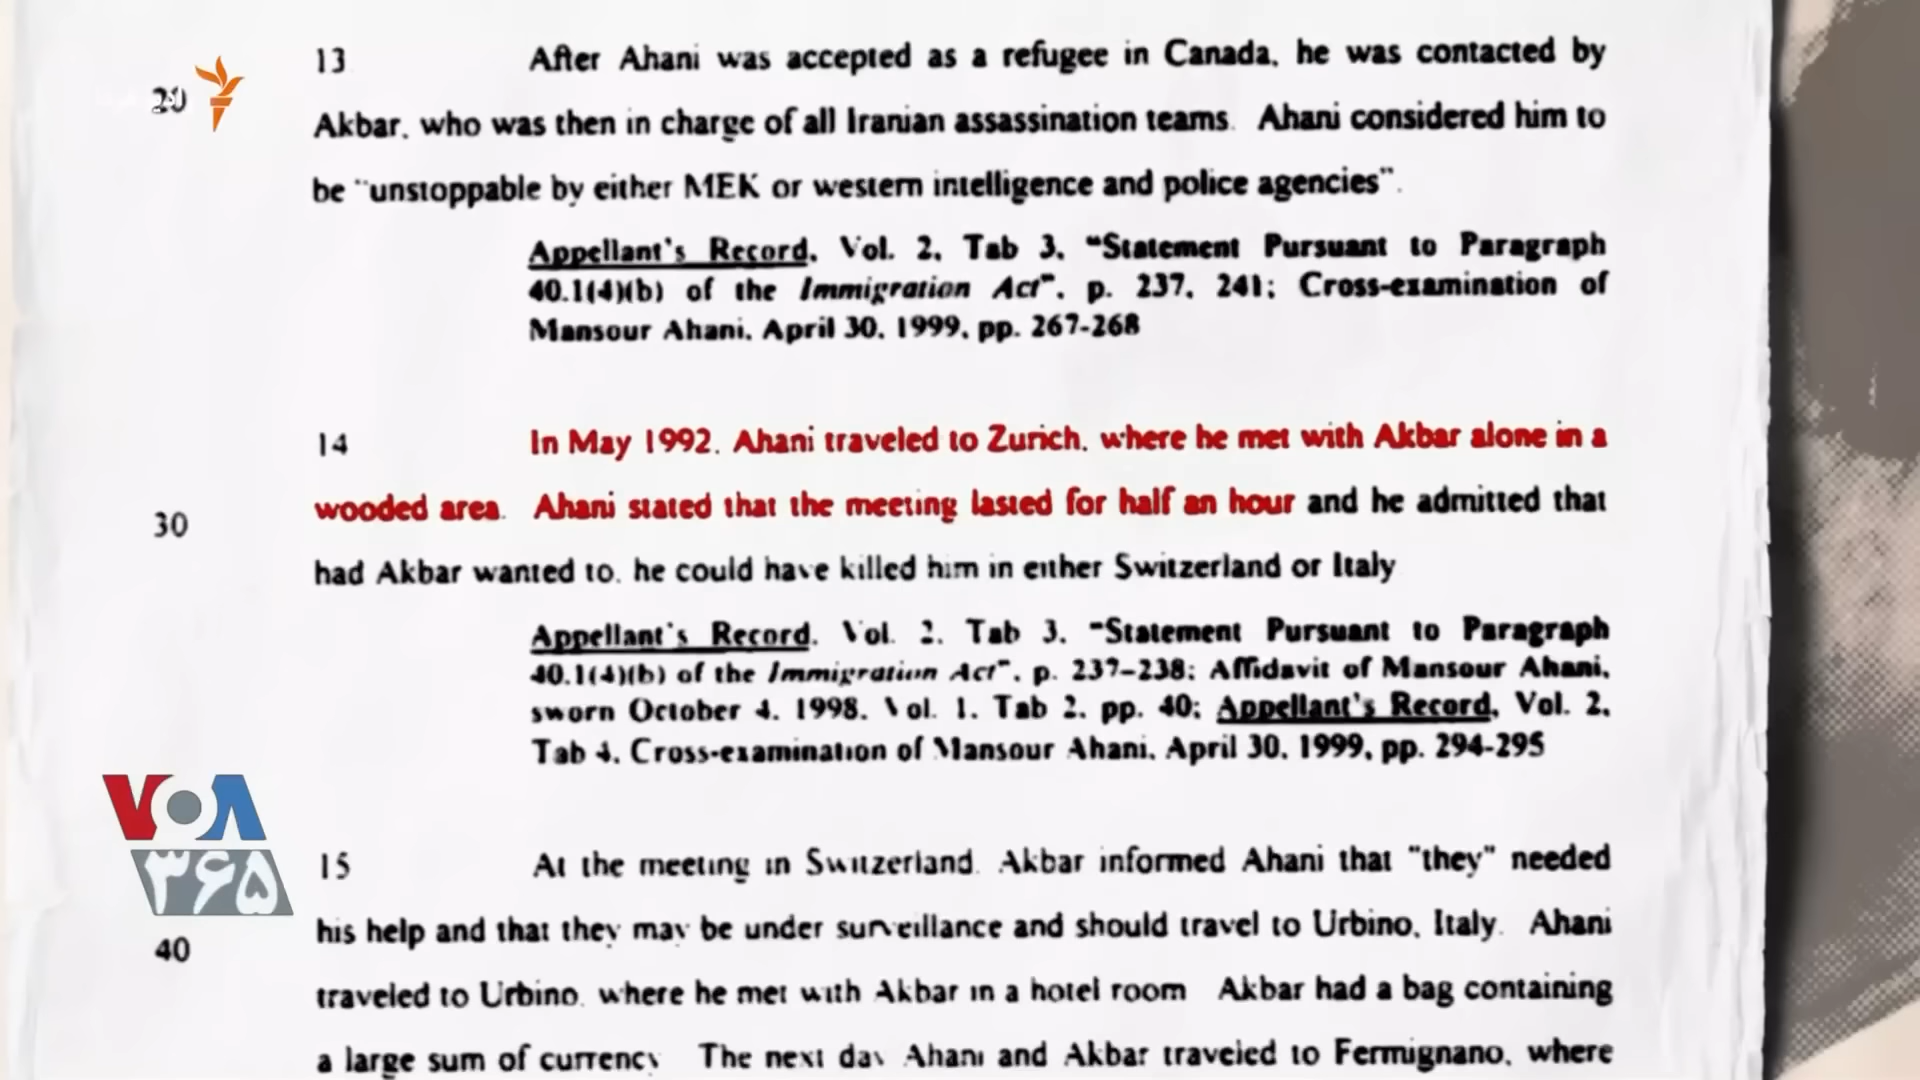 13 After Ahani was accepted as a refugee in Canada, he was contacted by
20
Akbar, who was then in charge of all Iranian assassination teams. Ahani considered him to
be "unstoppable by either MEK or western intelligence and police agencies".
Appellant's Record, Vol. 2, Tab 3, "Statement Pursuant to Paragraph
40.1(4)(b) of the Immigration Act", p. 237, 241; Cross-examination of
Mansour Ahani, April 30, 1999, pp. 267-268
14 In May 1992, Ahani traveled to Zurich, where he met with Akbar alone in a
wooded area. Ahani stated that the meeting lasted for half an hour and he admitted that
30
had Akbar wanted to, he could have killed him in either Switzerland or Italy
Appellant's Record, Vol. 2, Tab 3, "Statement Pursuant to Paragraph
40.1(4)(b) of the Immigration Act", p. 237-238; Affidavit of Mansour Ahani,
sworn October 4, 1998, Vol. 1, Tab 2, pp. 40; Appellant's Record, Vol. 2,
Tab 4, Cross-examination of Mansour Ahani, April 30, 1999, pp. 294-295
VOA
۳۶۵
15 At the meeting in Switzerland, Akbar informed Ahani that "they" needed
his help and that they may be under surveillance and should travel to Urbino, Italy. Ahani
40
traveled to Urbino, where he met with Akbar in a hotel room Akbar had a bag containing
a large sum of currency The next day Ahani and Akbar traveled to Fermignano, where